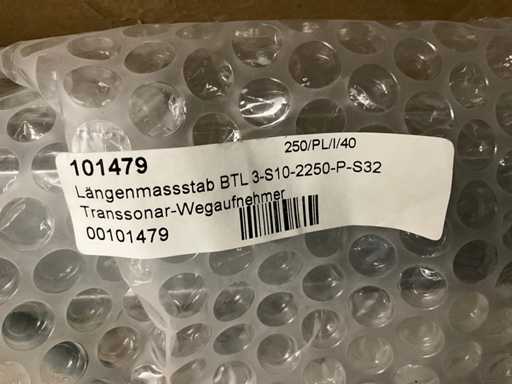 250/PL/I/40
101479
Längenmassstab BTL 3-S10-2250-P-S32
Transsonar-Wegaufnehmer
00101479